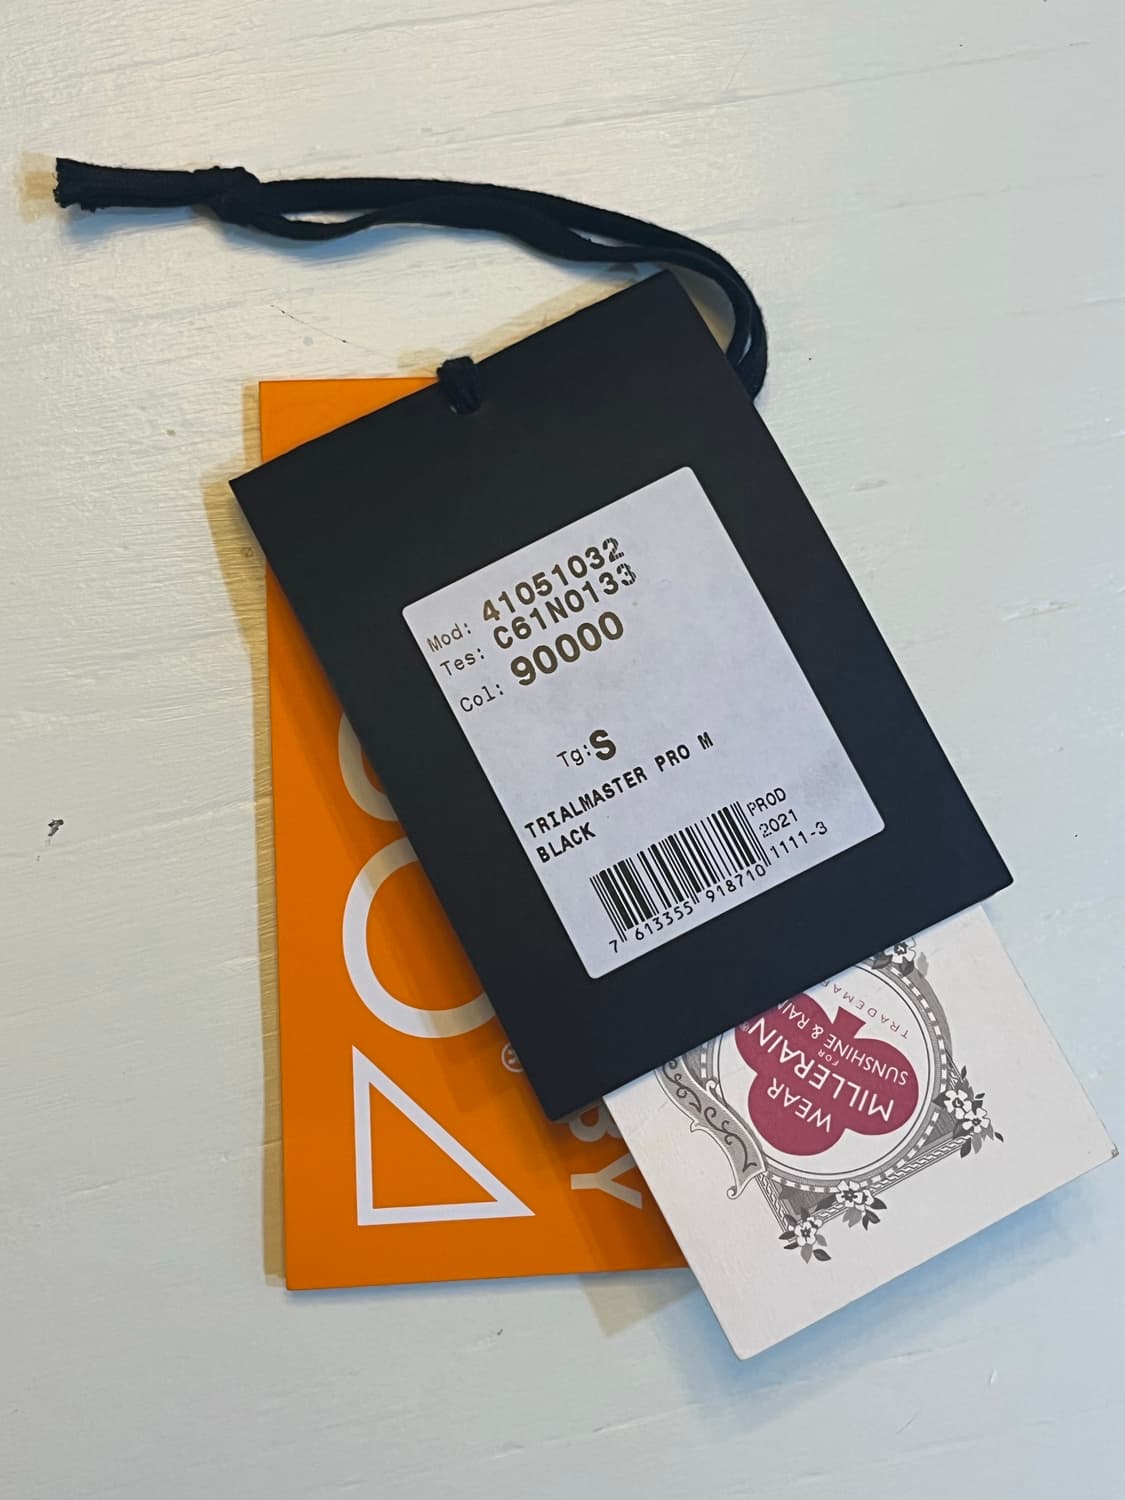 Mod: 41051032
Tes: C61N0133
Col: 90000
Tg: S
TRIALMASTER PRO M
BLACK
PROD
2021
7 613355 918710 1111-3
WEAR
MILLERAIN®
FOR
SUNSHINE & RAIN
®
BY